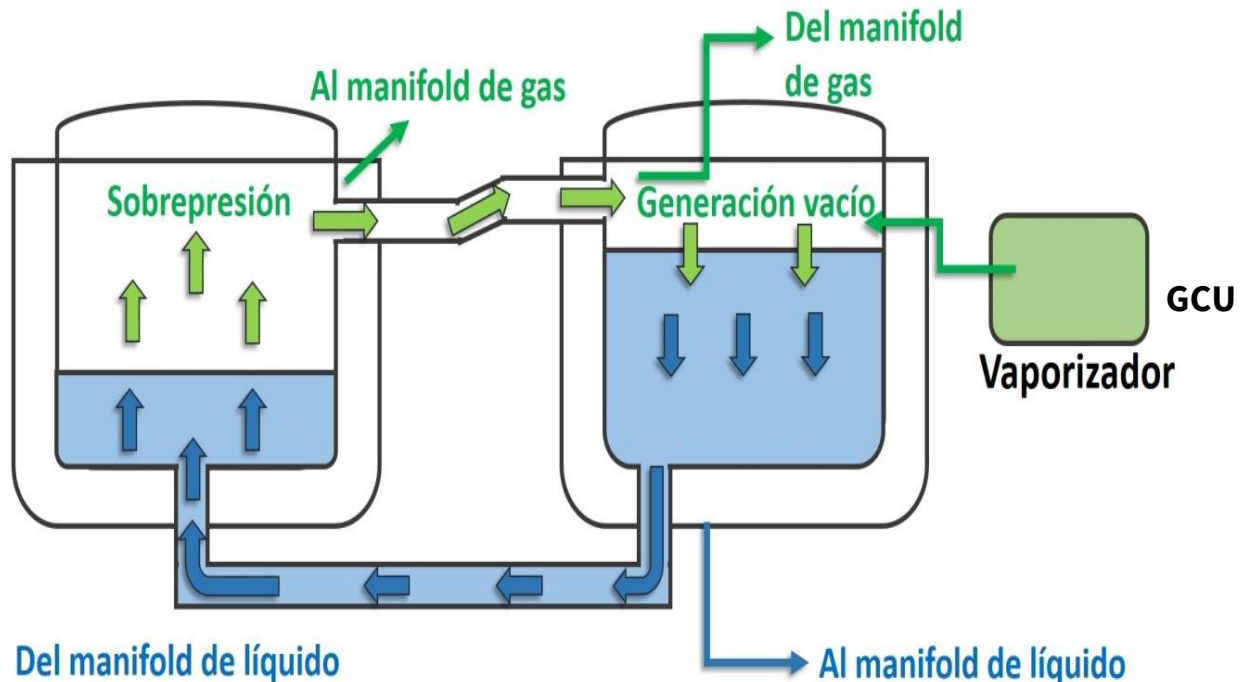 Del manifold
de gas
Al manifold de gas
Sobrepresión
Generación vacío
GCU
Vaporizador
Del manifold de líquido
Al manifold de líquido